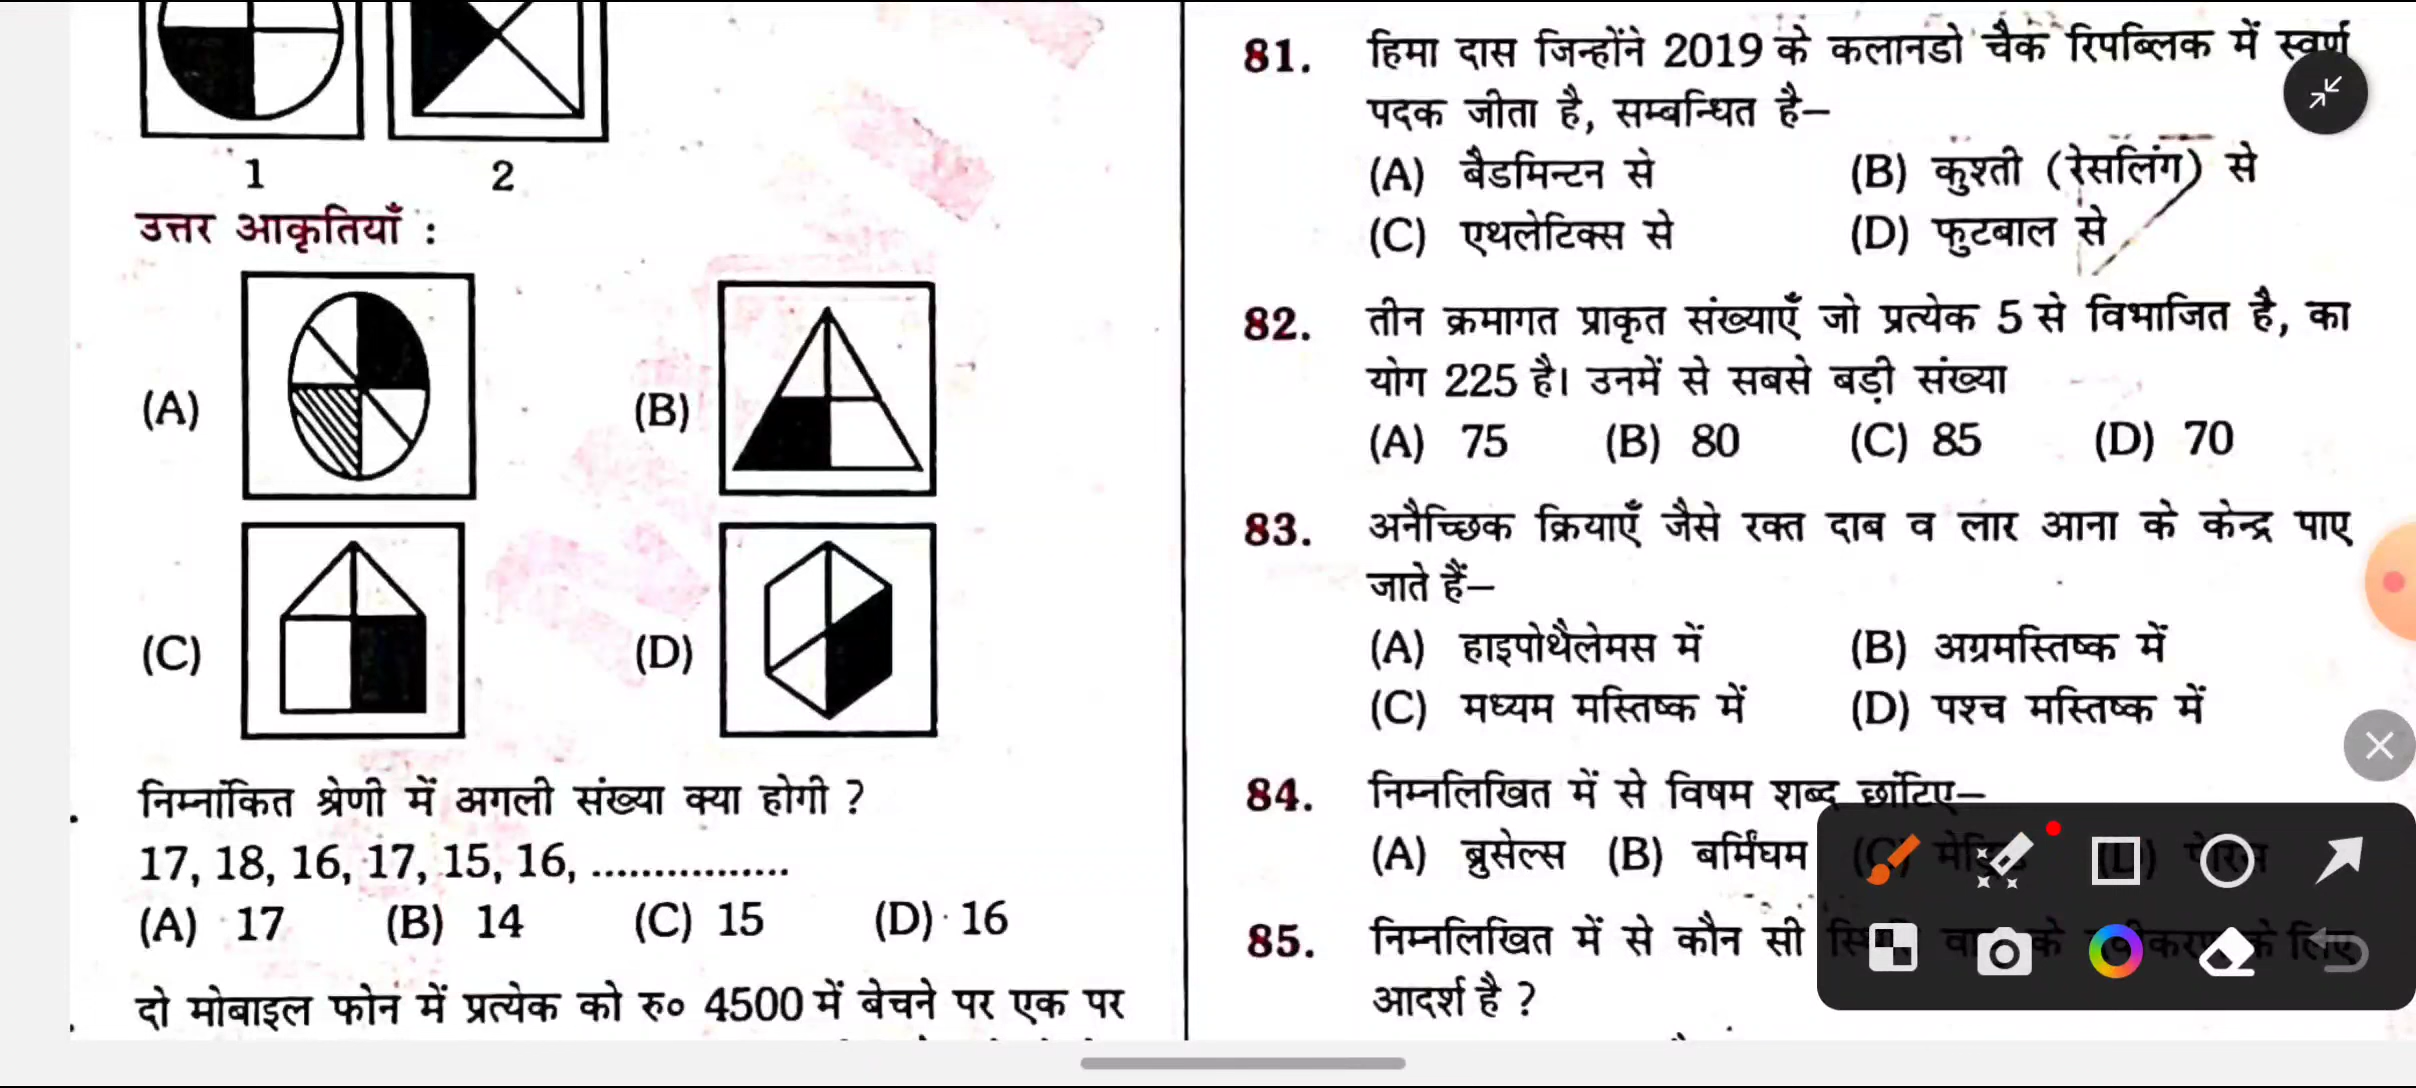 1 2
उत्तर आकृतियाँ :
(A) (B)
(C) (D)
निम्नांकित श्रेणी में अगली संख्या क्या होगी ?
17, 18, 16, 17, 15, 16, ................
(A) 17 (B) 14 (C) 15 (D) 16
दो मोबाइल फोन में प्रत्येक को रु० 4500 में बेचने पर एक पर
81. हिमा दास जिन्होंने 2019 के कलानडो चैक रिपब्लिक में स्वर्ण
पदक जीता है, सम्बन्धित है–
(A) बैडमिन्टन से (B) कुश्ती (रेसलिंग) से
(C) एथलेटिक्स से (D) फुटबाल से
82. तीन क्रमागत प्राकृत संख्याएँ जो प्रत्येक 5 से विभाजित है, का
योग 225 है। उनमें से सबसे बड़ी संख्या
(A) 75 (B) 80 (C) 85 (D) 70
83. अनैच्छिक क्रियाएँ जैसे रक्त दाब व लार आना के केन्द्र पाए
जाते हैं–
(A) हाइपोथैलेमस में (B) अग्रमस्तिष्क में
(C) मध्यम मस्तिष्क में (D) पश्च मस्तिष्क में
84. निम्नलिखित में से विषम शब्द छांटिए–
(A) ब्रुसेल्स (B) बर्मिंघम (C) (D) पेरिस
85. निम्नलिखित में से कौन सी के लिए
आदर्श है ?